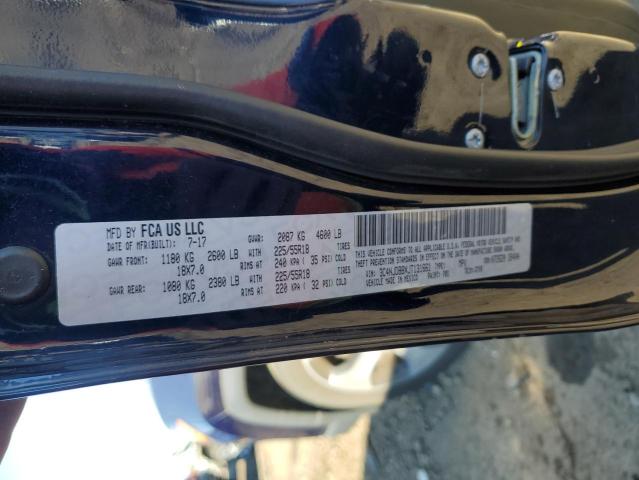 MFD BY FCA US LLC
DATE OF MFR(BUILT): 7-17 GVWR: 2087 KG 4600 LB
GAWR FRONT: 1180 KG 2600 LB WITH 225/55R18 TIRES
18X7.0 RIMS AT 240 KPA ( 35 PSI) COLD
GAWR REAR: 1080 KG 2380 LB WITH 225/55R18 TIRES
18X7.0 RIMS AT 220 KPA ( 32 PSI) COLD
THIS VEHICLE CONFORMS TO ALL APPLICABLE U.S.A. FEDERAL MOTOR VEHICLE SAFETY AND
THEFT PREVENTION STANDARDS IN EFFECT ON THE DATE OF MANUFACTURE SHOWN ABOVE.
VIN: TYPE: MPV
VEHICLE MADE IN MEXICO PAINT: